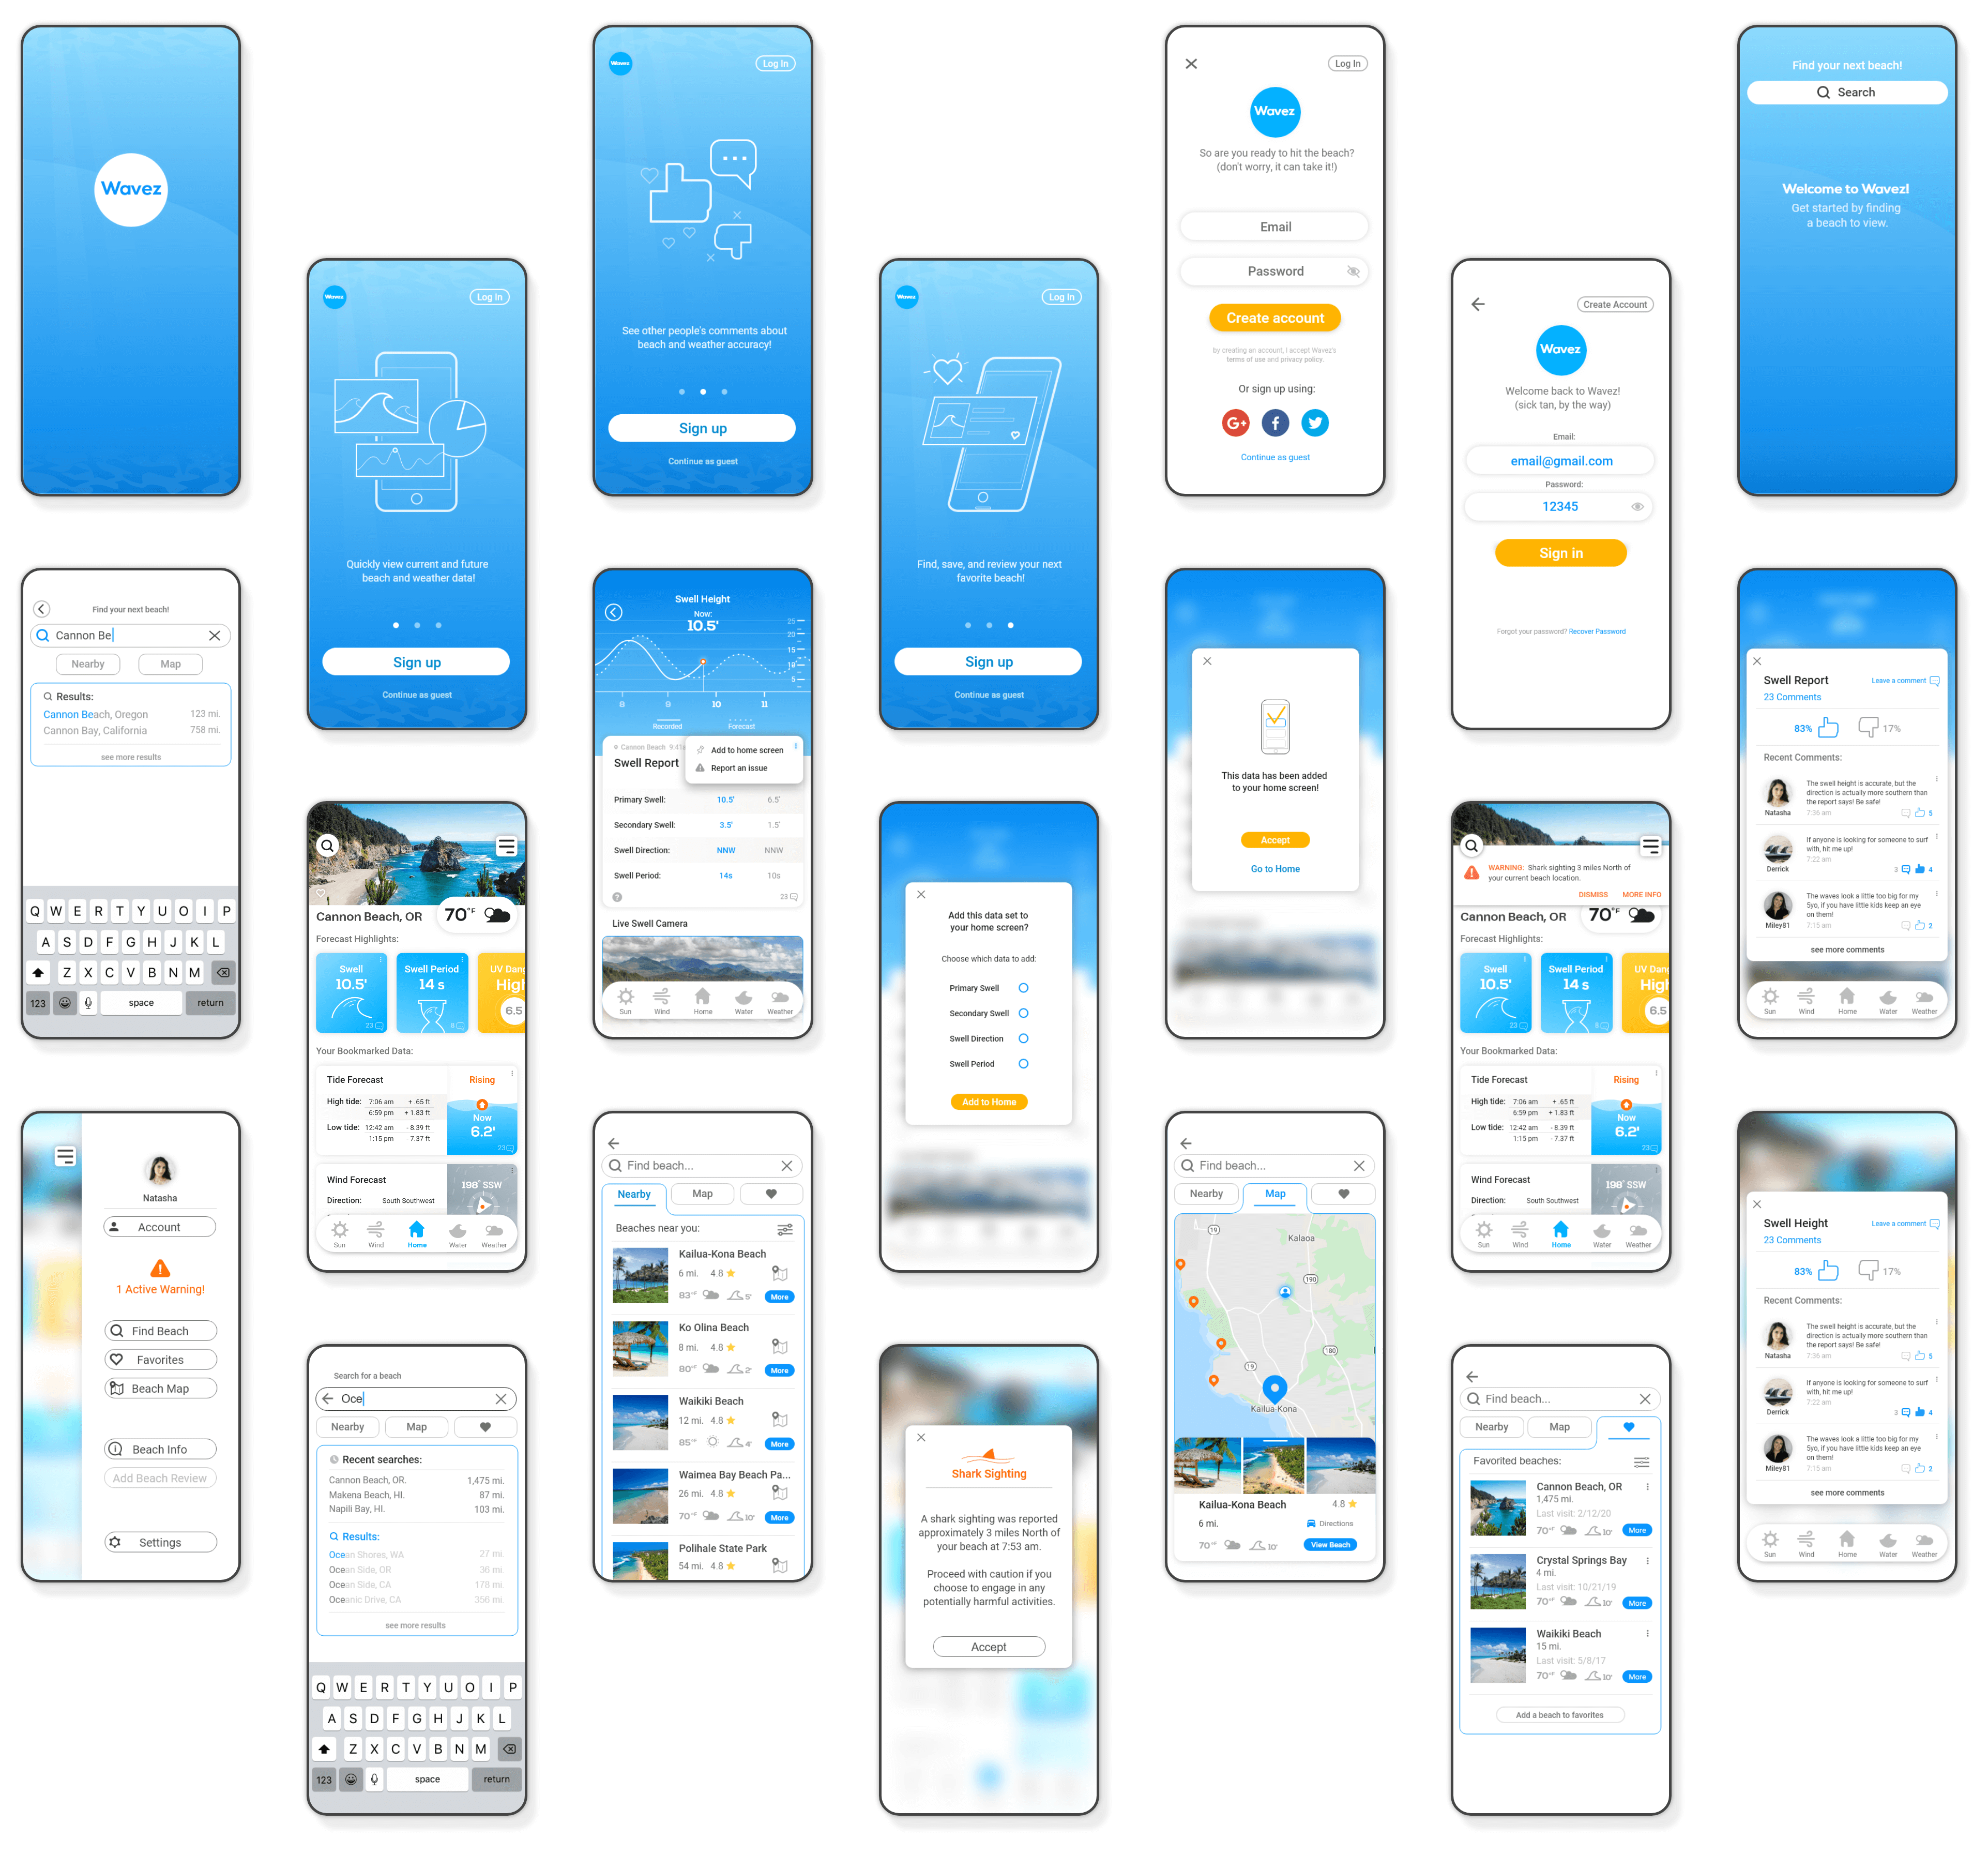 Wavez
Find your next beach!
Cannon Be
Nearby
Map
Results:
Cannon Beach, Oregon 123 mi.
Cannon Bay, California 758 mi.
see more results
Q W E R T Y U O I P
A S D F G H J K L
Z X C V B N M
123 space return
Natasha
Account
1 Active Warning!
Find Beach
Favorites
Beach Map
Beach Info
Add Beach Review
Settings
Wavez
Log In
Quickly view current and future
beach and weather data!
Sign up
Continue as guest
Cannon Beach, OR 70°F
Forecast Highlights:
Swell
10.5'
23
Swell Period
14 s
8
UV Dang
High
6.5
Your Bookmarked Data:
Tide Forecast
High tide: 7:06 am + .65 ft
6:59 pm + 1.83 ft
Low tide: 12:42 am - 8.39 ft
1:15 pm - 7.37 ft
Rising
Now
6.2'
23
Wind Forecast
Direction: South Southwest
198° SSW
Sun Wind Home Water Weather
Search for a beach
Oce
Nearby
Map
Recent searches:
Cannon Beach, OR. 1,475 mi.
Makena Beach, HI. 87 mi.
Napili Bay, HI. 103 mi.
Results:
Ocean Shores, WA 27 mi.
Ocean Side, OR 36 mi.
Ocean Side, CA 178 mi.
Oceanic Drive, CA 356 mi.
see more results
Q W E R T Y U O I P
A S D F G H J K L
Z X C V B N M
123 space return
Wavez
Log In
See other people's comments about
beach and weather accuracy!
Sign up
Continue as guest
Swell Height
Now:
10.5'
25
20
15
10
5
8 9 10 11
Recorded Forecast
Cannon Beach 9:41a
Add to home screen
Report an issue
Swell Report
Primary Swell: 10.5' 6.5'
Secondary Swell: 3.5' 1.5'
Swell Direction: NNW NNW
Swell Period: 14s 10s
23
Live Swell Camera
Sun Wind Home Water Weather
Find beach...
Nearby
Map
Beaches near you:
Kailua-Kona Beach
6 mi. 4.8
83°F 5' More
Ko Olina Beach
8 mi. 4.8
80°F 2' More
Waikiki Beach
12 mi. 4.8
85°F 4' More
Waimea Bay Beach Pa...
26 mi. 4.8
70°F 10' More
Polihale State Park
54 mi. 4.8
Wavez
Log In
Find, save, and review your next
favorite beach!
Sign up
Continue as guest
Add this data set to
your home screen?
Choose which data to add:
Primary Swell
Secondary Swell
Swell Direction
Swell Period
Add to Home
Shark Sighting
A shark sighting was reported
approximately 3 miles North of
your beach at 7:53 am.
Proceed with caution if you
choose to engage in any
potentially harmful activities.
Accept
Log In
Wavez
So are you ready to hit the beach?
(don't worry, it can take it!)
Email
Password
Create account
by creating an account, I accept Wavez's
terms of use and privacy policy.
Or sign up using:
G+ f
Continue as guest
This data has been added
to your home screen!
Accept
Go to Home
Find beach...
Nearby
Map
19
Kalaoa
190
180
19
Kailua-Kona
Kailua-Kona Beach 4.8
6 mi. Directions
70°F 10' View Beach
Create Account
Wavez
Welcome back to Wavez!
(sick tan, by the way)
Email:
email@gmail.com
Password:
12345
Sign in
Forgot your password? Recover Password
WARNING: Shark sighting 3 miles North of
your current beach location.
DISMISS MORE INFO
Cannon Beach, OR 70°F
Forecast Highlights:
Swell
10.5'
23
Swell Period
14 s
8
UV Dang
High
6.5
Your Bookmarked Data:
Tide Forecast
High tide: 7:06 am + .65 ft
6:59 pm + 1.83 ft
Low tide: 12:42 am - 8.39 ft
1:15 pm - 7.37 ft
Rising
Now
6.2'
23
Wind Forecast
Direction: South Southwest
198° SSW
Sun Wind Home Water Weather
Find beach...
Nearby
Map
Favorited beaches:
Cannon Beach, OR
1,475 mi.
Last visit: 2/12/20
70°F 10' More
Crystal Springs Bay
4 mi.
Last visit: 10/21/19
70°F 10' More
Waikiki Beach
15 mi.
Last visit: 5/8/17
70°F 10' More
Add a beach to favorites
Find your next beach!
Search
Welcome to Wavez!
Get started by finding
a beach to view.
Swell Report Leave a comment
23 Comments
83% 17%
Recent Comments:
The swell height is accurate, but the
direction is actually more southern than
the report says! Be safe!
Natasha 7:36 am 5
If anyone is looking for someone to surf
with, hit me up!
7:22 am
Derrick 3 4
The waves look a little too big for my
5yo, if you have little kids keep an eye
on them!
Miley81 7:15 am 2
see more comments
Sun Wind Home Water Weather
Swell Height Leave a comment
23 Comments
83% 17%
Recent Comments:
The swell height is accurate, but the
direction is actually more southern than
the report says! Be safe!
Natasha 7:36 am 5
If anyone is looking for someone to surf
with, hit me up!
7:22 am
Derrick 3 4
The waves look a little too big for my
5yo, if you have little kids keep an eye
on them!
Miley81 7:15 am 2
see more comments
Sun Wind Home Water Weather